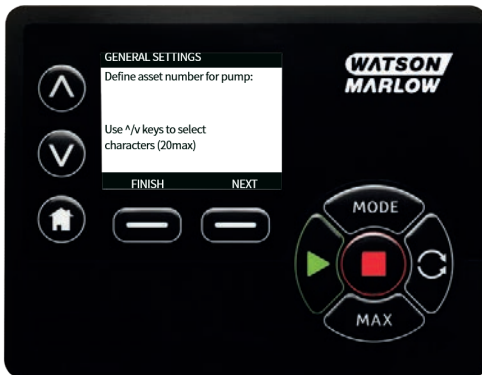 GENERAL SETTINGS
Define asset number for pump:
Use ^/v keys to select
characters (20max)
FINISH NEXT
WATSON
MARLOW
MODE
MAX